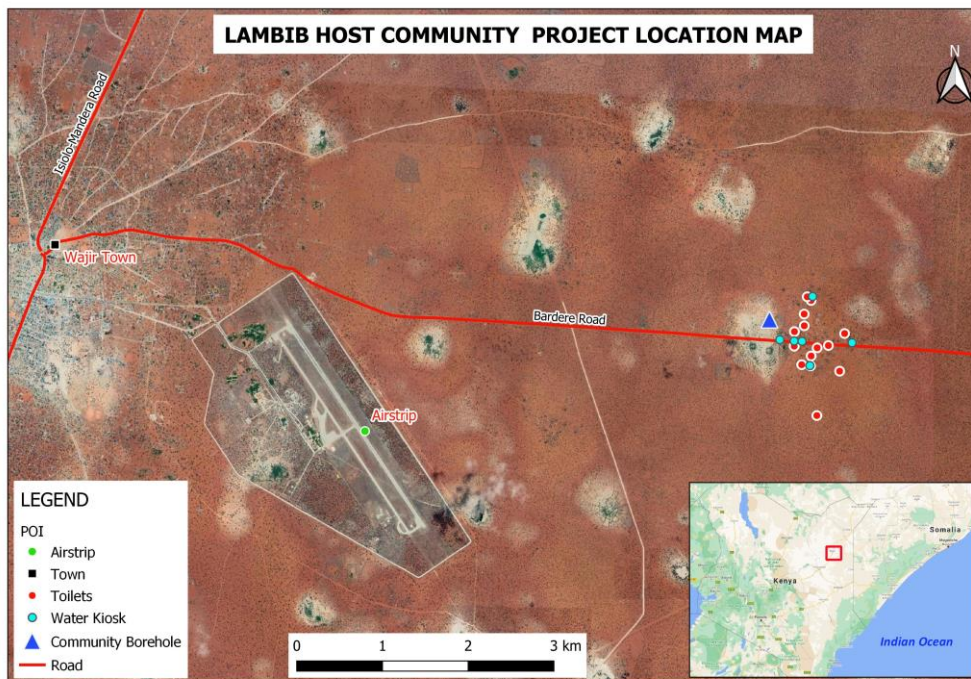 LAMBIB HOST COMMUNITY PROJECT LOCATION MAP
N
Isiolo-Mandera Road
Wajir Town
Bardere Road
Airstrip
LEGEND
POI
Airstrip
Town
Toilets
Water Kiosk
Community Borehole
Road
0 1 2 3 km
Somalia
Kenya
Indian Ocean